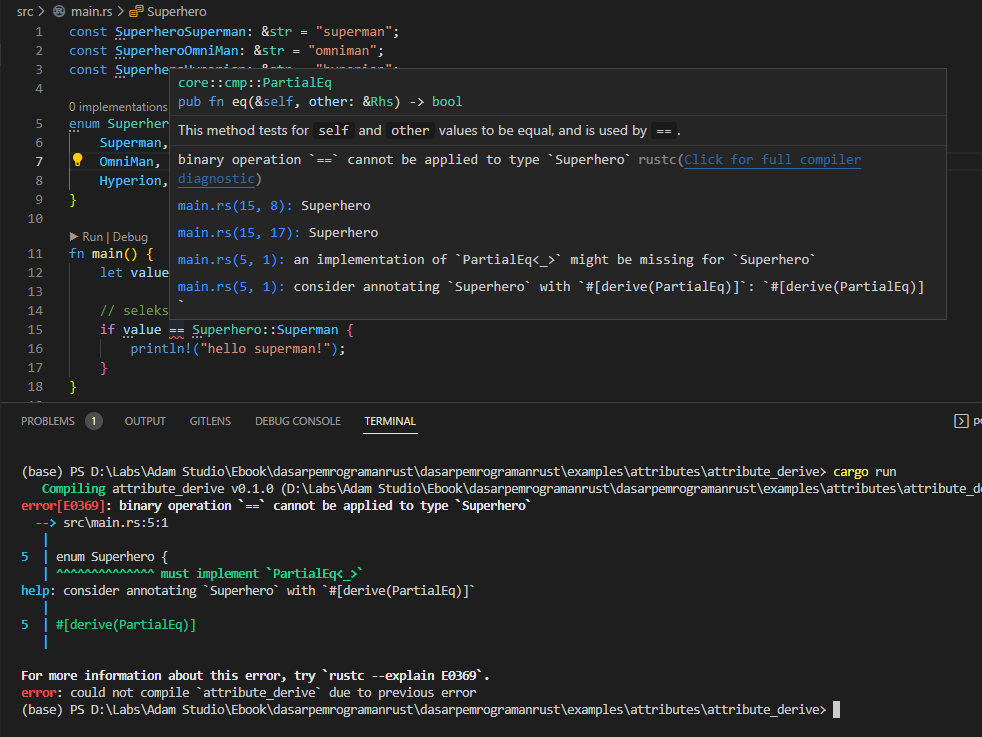 src > main.rs > Superhero
1 const SuperheroSuperman: &str = "superman";
2 const SuperheroOmniMan: &str = "omniman";
3 const
4
0 implementations
5 enum Superher
6 Superman,
7 OmniMan,
8 Hyperion,
9 }
10
Run | Debug
11 fn main() {
12 let value
13
14 // seleks
15 if value == Superhero::Superman {
16 println!("hello superman!");
17 }
18 }
core::cmp::PartialEq
pub fn eq(&self, other: &Rhs) -> bool
This method tests for self and other values to be equal, and is used by ==.
binary operation `==` cannot be applied to type `Superhero` rustc(Click for full compiler
diagnostic)
main.rs(15, 8): Superhero
main.rs(15, 17): Superhero
main.rs(5, 1): an implementation of `PartialEq<_>` might be missing for `Superhero`
main.rs(5, 1): consider annotating `Superhero` with `#[derive(PartialEq)]`: `#[derive(PartialEq)]
`
PROBLEMS 1 OUTPUT GITLENS DEBUG CONSOLE TERMINAL
(base) PS D:\Labs\Adam Studio\Ebook\dasarpemrogramanrust\dasarpemrogramanrust\examples\attributes\attribute_derive> cargo run
Compiling attribute_derive v0.1.0 (D:\Labs\Adam Studio\Ebook\dasarpemrogramanrust\dasarpemrogramanrust\examples\attributes\attribute_de
error[E0369]: binary operation `==` cannot be applied to type `Superhero`
--> src\main.rs:5:1
|
5 | enum Superhero {
| ^^^^^^^^^^^^^^ must implement `PartialEq<_>`
help: consider annotating `Superhero` with `#[derive(PartialEq)]`
|
5 | #[derive(PartialEq)]
|
For more information about this error, try `rustc --explain E0369`.
error: could not compile `attribute_derive` due to previous error
(base) PS D:\Labs\Adam Studio\Ebook\dasarpemrogramanrust\dasarpemrogramanrust\examples\attributes\attribute_derive>